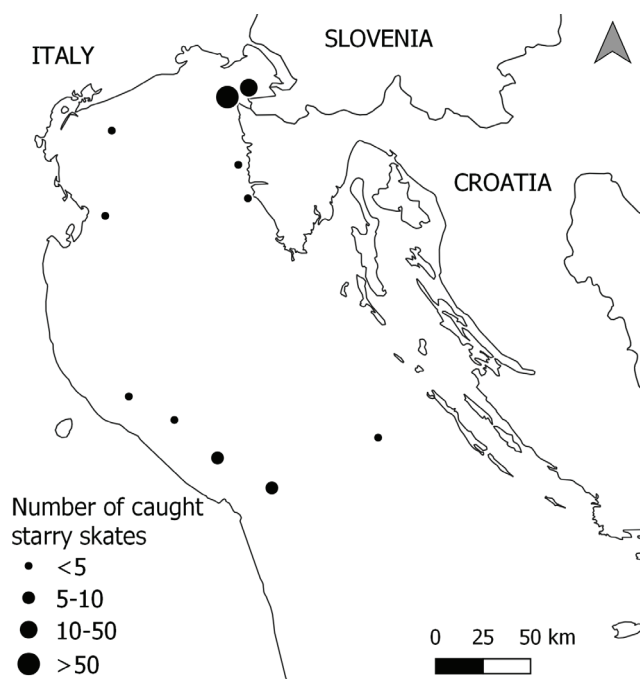 SLOVENIA
ITALY
CROATIA
Number of caught
starry skates
<5
5-10
10-50
>50
0 25 50 km